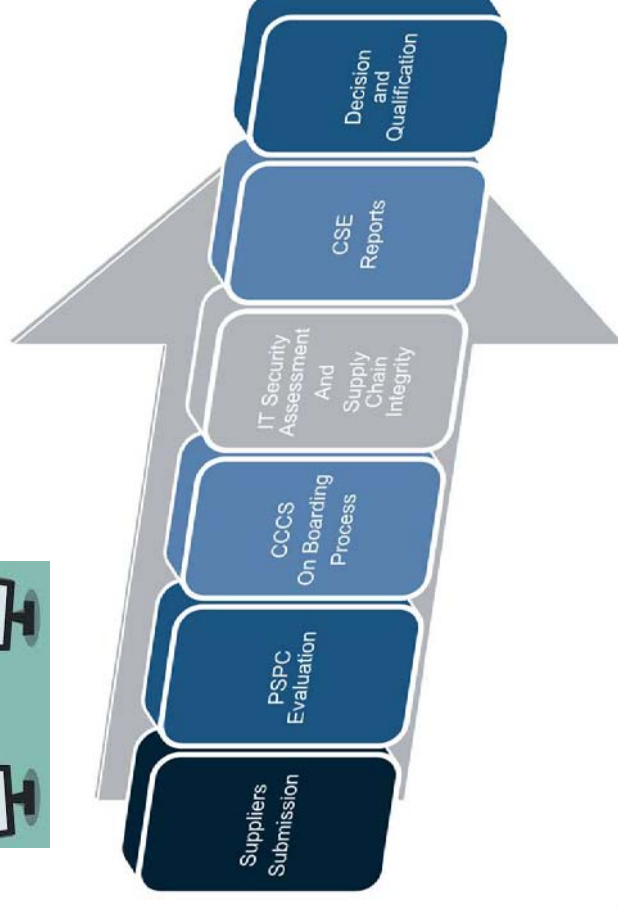 Suppliers
Submission
PSPC
Evaluation
CCCS
On Boarding
Process
IT Security
Assessment
And
Supply
Chain
Integrity
CSE
Reports
Decision
and
Qualification